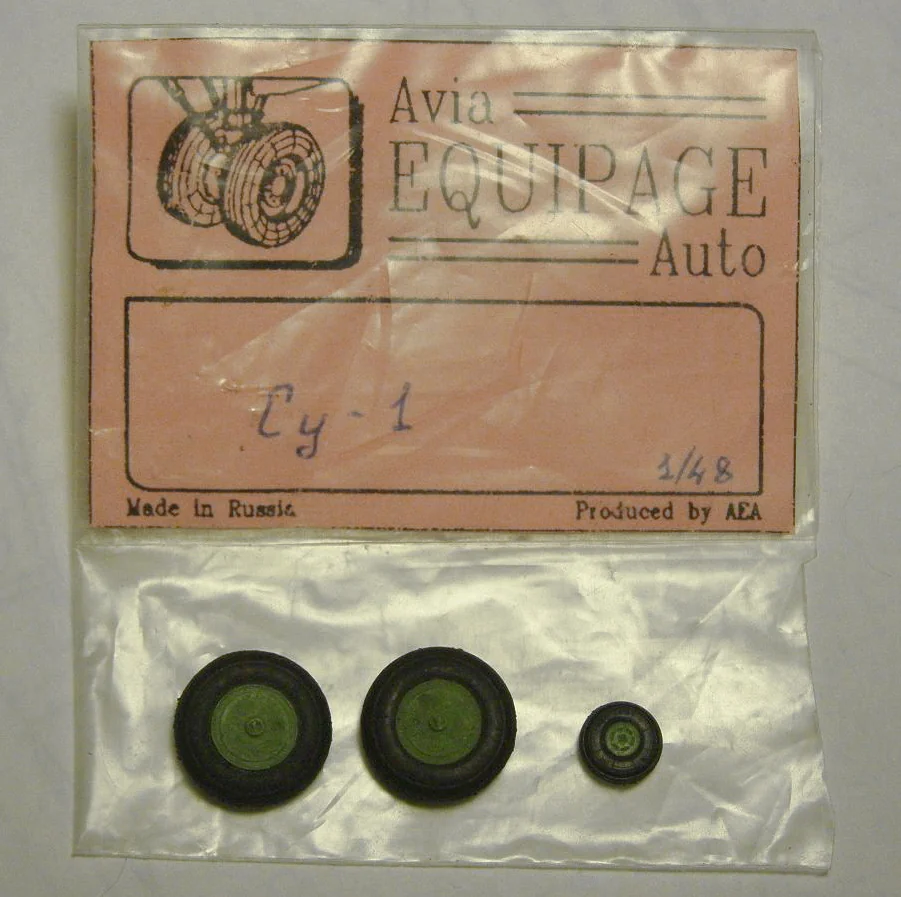 Avia
EQUIPAGE
Auto
Су-1
1/48
Made in Russia
Produced by AEA